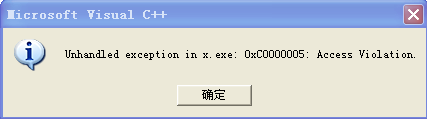 Microsoft Visual C++
Unhandled exception in x.exe: 0xC0000005: Access Violation.
确定